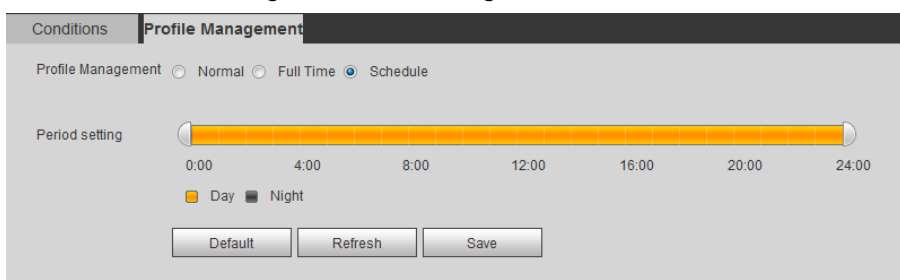 Conditions Profile Management
Profile Management Normal Full Time Schedule
Period setting
0:00 4:00 8:00 12:00 16:00 20:00 24:00
Day Night
Default Refresh Save